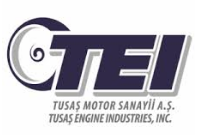 TEI
TUSAŞ MOTOR SANAYİİ A.Ş.
TUSAŞ ENGINE INDUSTRIES, INC.